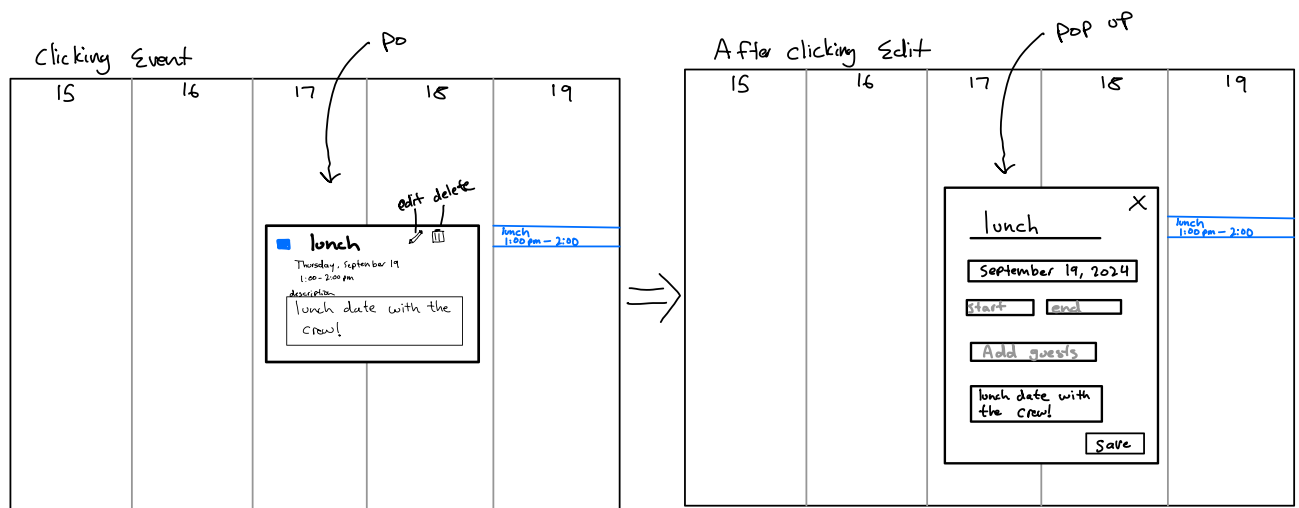 Clicking Event
po
15 16 17 18 19
edit delete
lunch
Thursday, September 19
1:00 - 2:00 pm
description
lunch date with the
crew!
lunch
1:00 pm - 2:00
After clicking Edit
pop up
15 16 17 18 19
X
lunch
September 19, 2024
start end
Add guests
lunch date with
the crew!
save
lunch
1:00 pm - 2:00